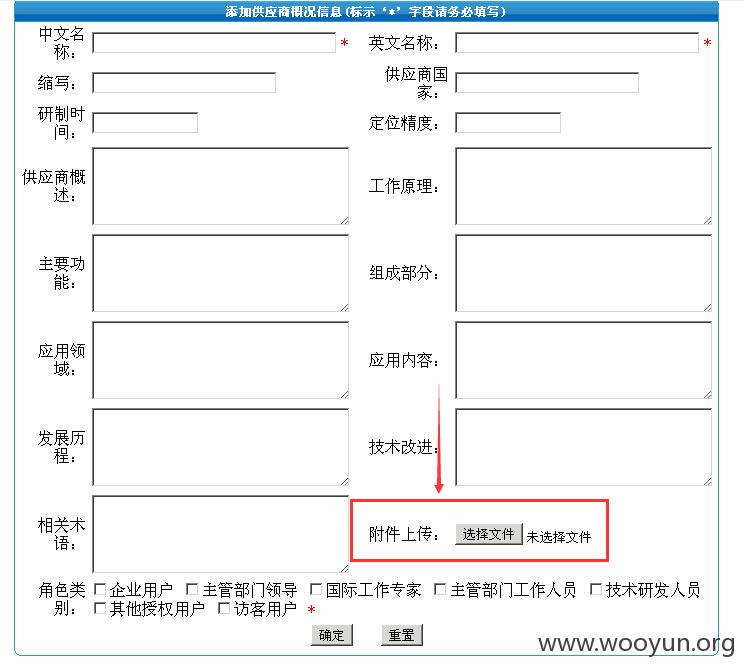 添加供应商概况信息(标示‘*’字段请务必填写)
中文名称： * 英文名称： *
缩写： 供应商国家：
研制时间： 定位精度：
供应商概述： 工作原理：
主要功能： 组成部分：
应用领域： 应用内容：
发展历程： 技术改进：
相关术语： 附件上传： 选择文件 未选择文件
角色类别： 企业用户 主管部门领导 国际工作专家 主管部门工作人员 技术研发人员
其他授权用户 访客用户 *
确定 重置
www.wooyun.org